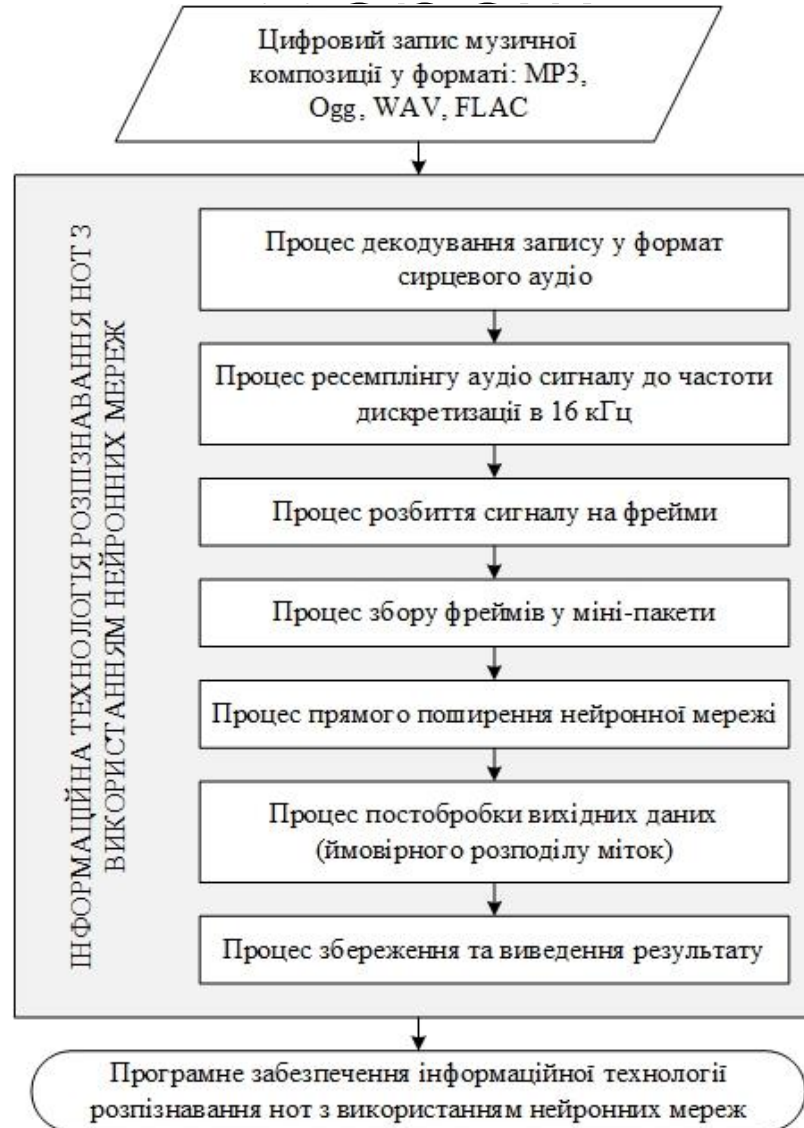 Цифровий запис музичної
композиції у форматі: MP3,
Ogg, WAV, FLAC
ІНФОРМАЦІЙНА ТЕХНОЛОГІЯ РОЗПІЗНАВАННЯ НОТ З
ВИКОРИСТАННЯМ НЕЙРОННИХ МЕРЕЖ
Процес декодування запису у формат
сирцевого аудіо
Процес ресемплінгу аудіо сигналу до частоти
дискретизації в 16 кГц
Процес розбиття сигналу на фрейми
Процес збору фреймів у міні-пакети
Процес прямого поширення нейронної мережі
Процес постобробки вихідних даних
(ймовірного розподілу міток)
Процес збереження та виведення результату
Програмне забезпечення інформаційної технології
розпізнавання нот з використанням нейронних мереж